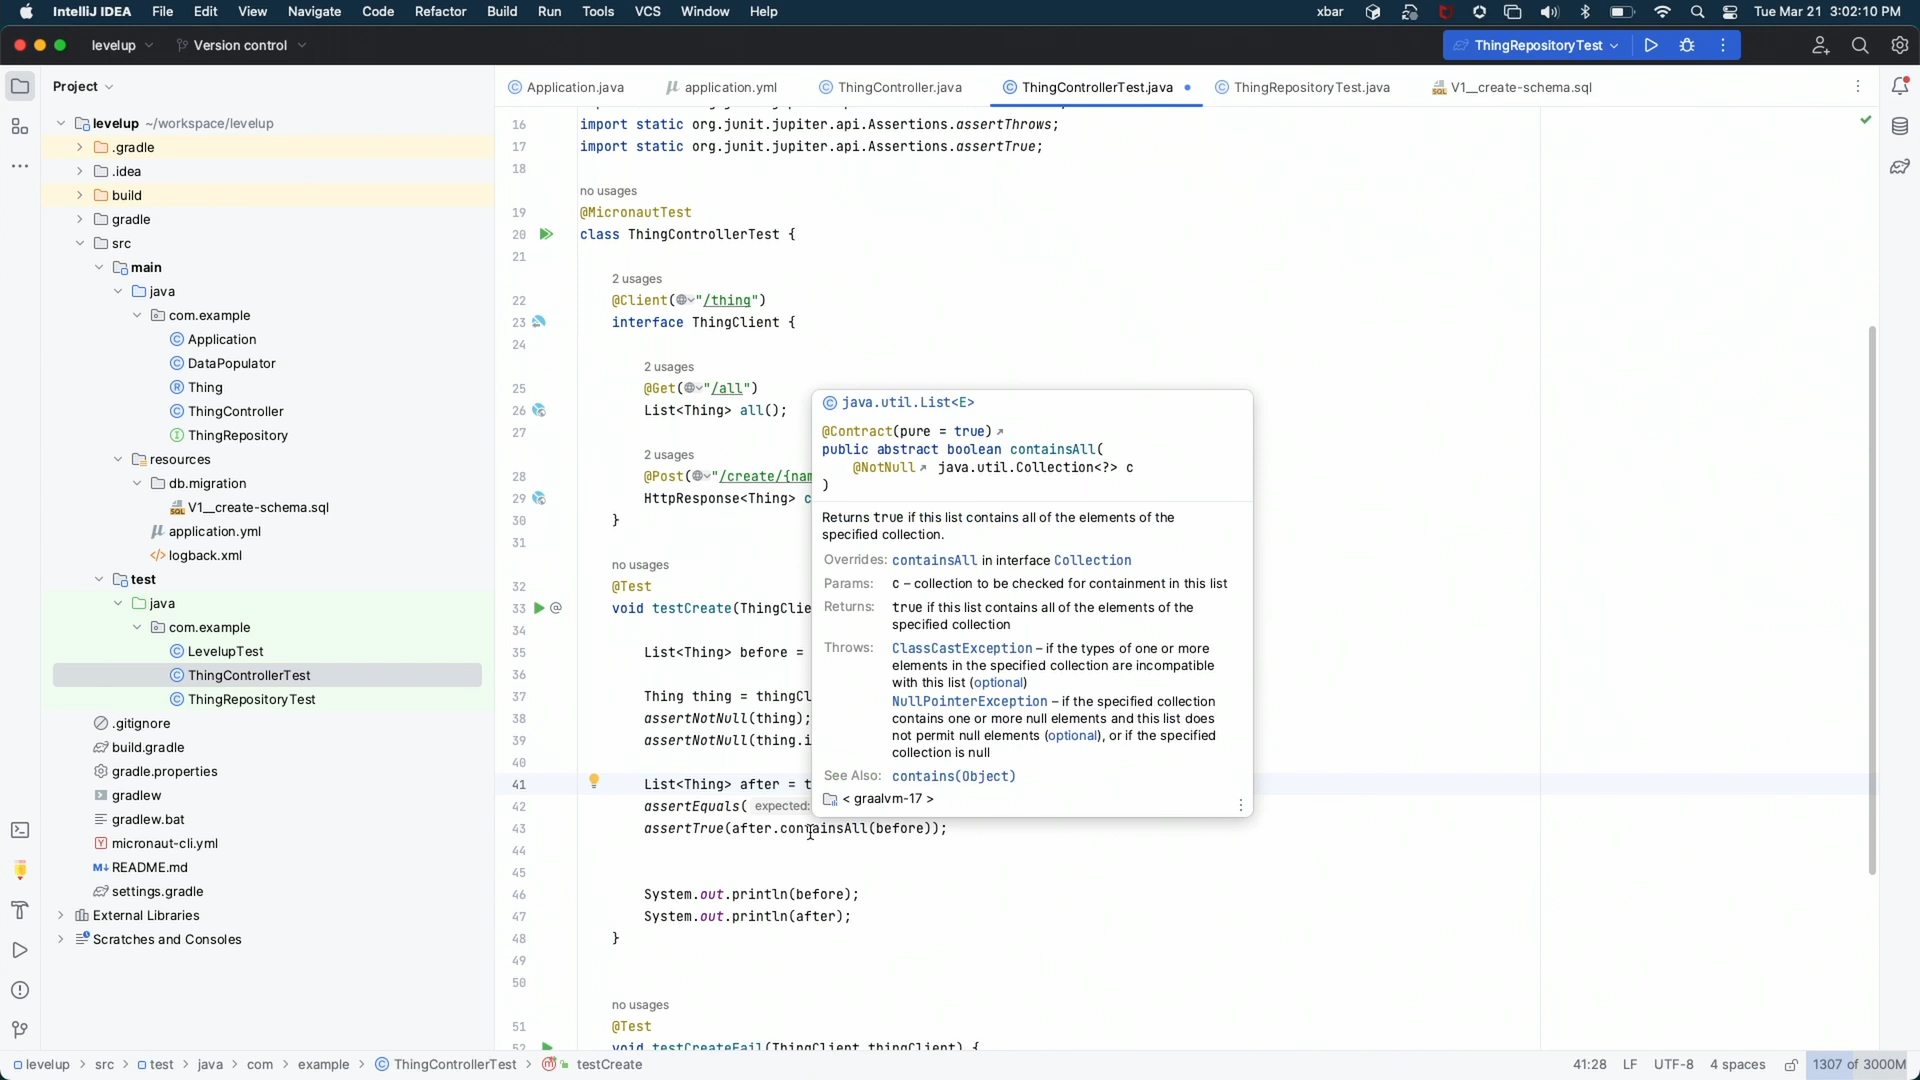 IntelliJ IDEA File Edit View Navigate Code Refactor Build Run Tools VCS Window Help xbar Tue Mar 21 3:02:10 PM
levelup Version control ThingRepositoryTest
Project
Application.java application.yml ThingController.java ThingControllerTest.java ThingRepositoryTest.java V1__create-schema.sql
levelup ~/workspace/levelup
.gradle
.idea
build
gradle
src
main
java
com.example
Application
DataPopulator
Thing
ThingController
ThingRepository
resources
db.migration
V1__create-schema.sql
application.yml
logback.xml
test
java
com.example
LevelupTest
ThingControllerTest
ThingRepositoryTest
.gitignore
build.gradle
gradle.properties
gradlew
gradlew.bat
micronaut-cli.yml
README.md
settings.gradle
External Libraries
Scratches and Consoles
16 import static org.junit.jupiter.api.Assertions.assertThrows;
17 import static org.junit.jupiter.api.Assertions.assertTrue;
18
no usages
19 @MicronautTest
20 class ThingControllerTest {
21
2 usages
22 @Client("/thing")
23 interface ThingClient {
24
2 usages
25 @Get("/all")
26 List<Thing> all();
27
2 usages
28 @Post("/create/{nam
29 HttpResponse<Thing> c
30 }
31
no usages
32 @Test
33 void testCreate(ThingClie
34
35 List<Thing> before =
36
37 Thing thing = thingCl
38 assertNotNull(thing);
39 assertNotNull(thing.i
40
41 List<Thing> after = t
42 assertEquals( expected:
43 assertTrue(after.containsAll(before));
44
45
46 System.out.println(before);
47 System.out.println(after);
48 }
49
50
no usages
51 @Test
52 void testCreateFail(ThingClient thingClient) {
java.util.List<E>
@Contract(pure = true)
public abstract boolean containsAll(
@NotNull java.util.Collection<?> c
)
Returns true if this list contains all of the elements of the
specified collection.
Overrides: containsAll in interface Collection
Params: c – collection to be checked for containment in this list
Returns: true if this list contains all of the elements of the
specified collection
Throws: ClassCastException – if the types of one or more
elements in the specified collection are incompatible
with this list (optional)
NullPointerException – if the specified collection
contains one or more null elements and this list does
not permit null elements (optional), or if the specified
collection is null
See Also: contains(Object)
< graalvm-17 >
levelup > src > test > java > com > example > ThingControllerTest > testCreate 41:28 LF UTF-8 4 spaces 1307 of 3000M